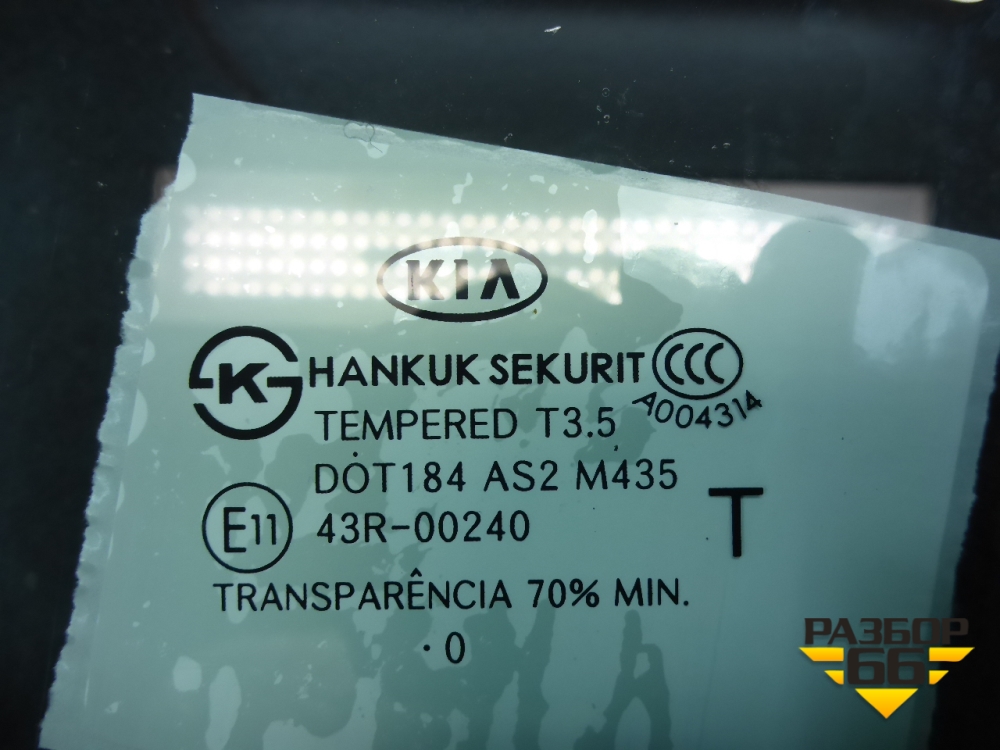 KIA
K HANKUK SEKURIT CCC
A004314
TEMPERED T3.5
DOT184 AS2 M435
E11 43R-00240 T
TRANSPARÊNCIA 70% MIN.
· 0
РАЗБОР
66